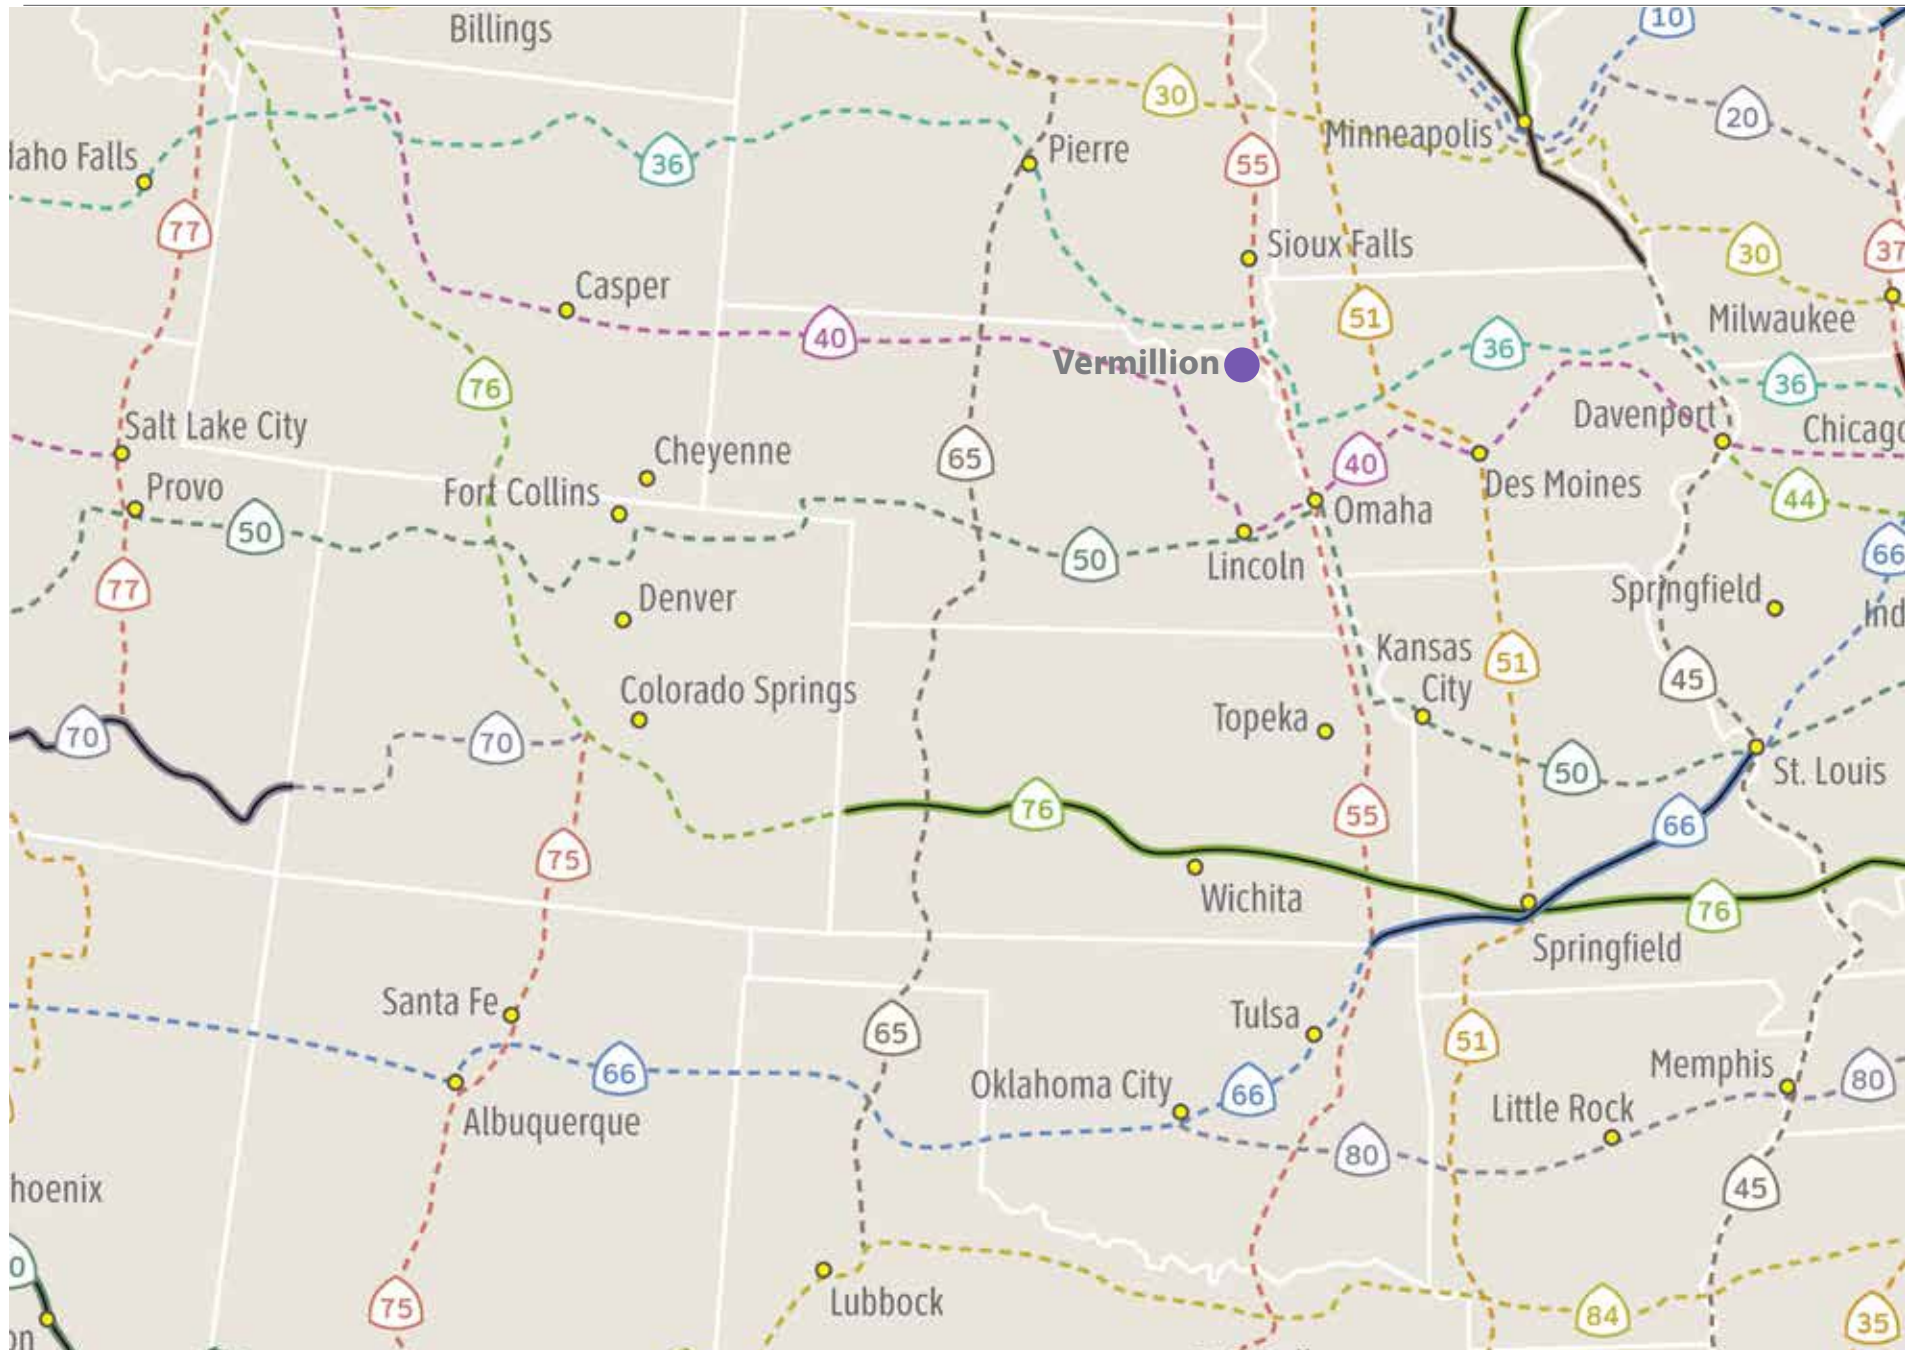 Billings
10
30
20
Minneapolis
55
36
Pierre
daho Falls
77
Sioux Falls
30
37
Casper
51
Milwaukee
40
36
Vermillion
76
36
Davenport
Salt Lake City
Cheyenne
65
40
Chicago
Provo
Fort Collins
Des Moines
44
50
Omaha
50
66
Lincoln
77
Denver
Springfield
Ind
Kansas
City
51
45
Colorado Springs
Topeka
70
70
50
St. Louis
76
55
66
75
Wichita
76
Springfield
Santa Fe
65
Tulsa
51
66
Oklahoma City
66
Memphis
80
Albuquerque
Little Rock
80
hoenix
45
0
Lubbock
75
84
35
on